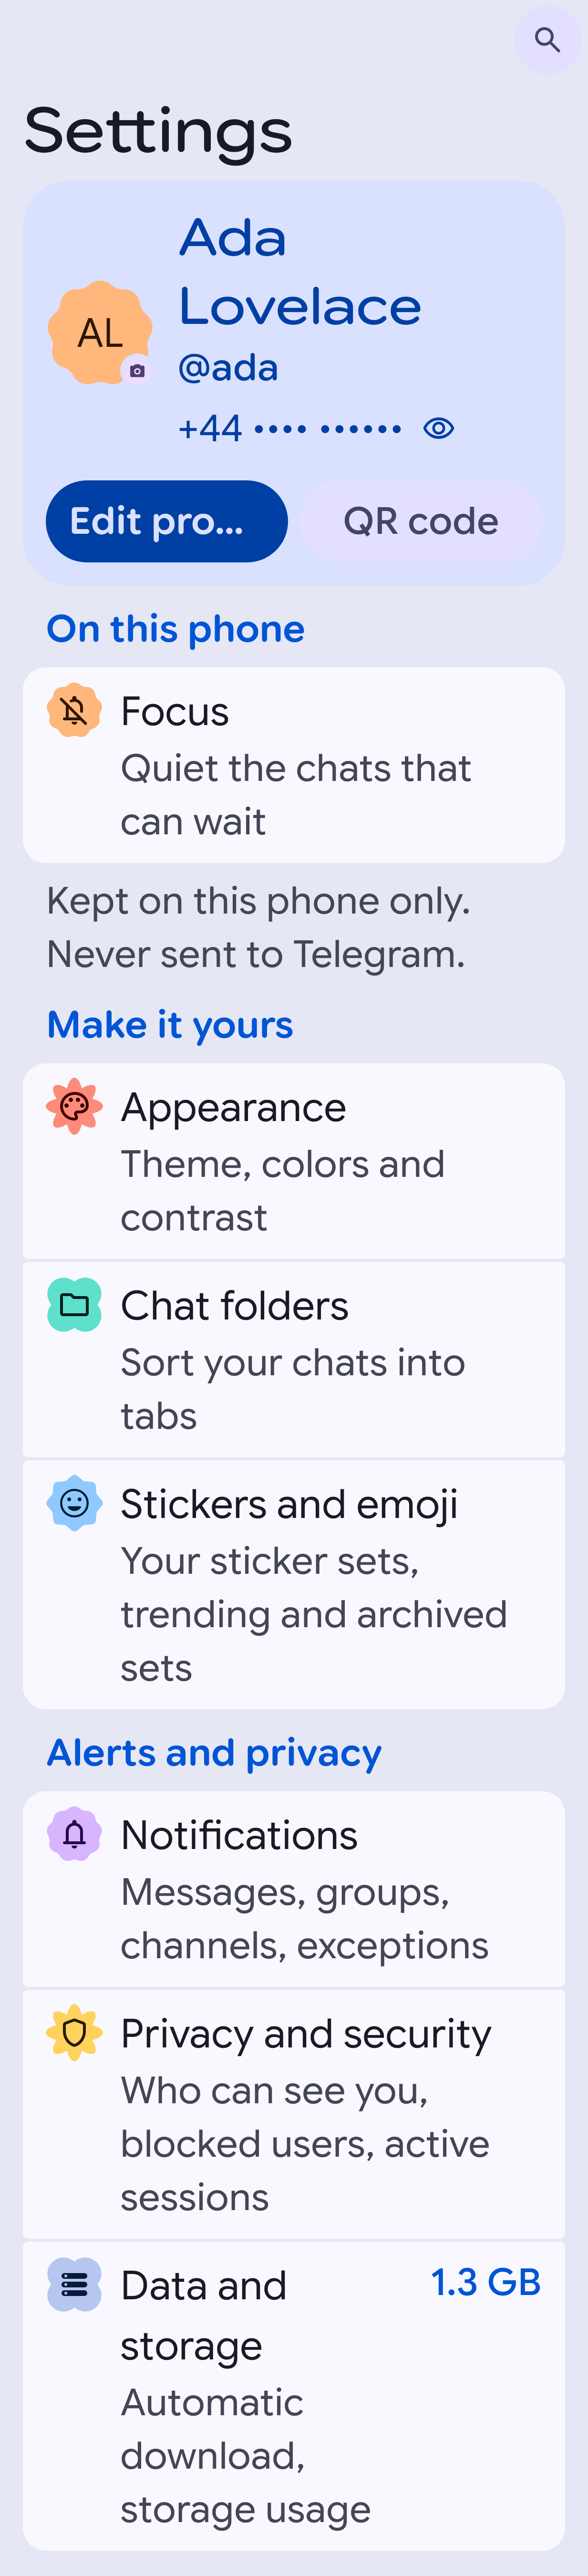 Settings
Ada
Lovelace
AL
@ada
+44 •••• ••••••
Edit pro...
QR code
On this phone
Focus
Quiet the chats that
can wait
Kept on this phone only.
Never sent to Telegram.
Make it yours
Appearance
Theme, colors and
contrast
Chat folders
Sort your chats into
tabs
Stickers and emoji
Your sticker sets,
trending and archived
sets
Alerts and privacy
Notifications
Messages, groups,
channels, exceptions
Privacy and security
Who can see you,
blocked users, active
sessions
Data and
storage
1.3 GB
Automatic
download,
storage usage